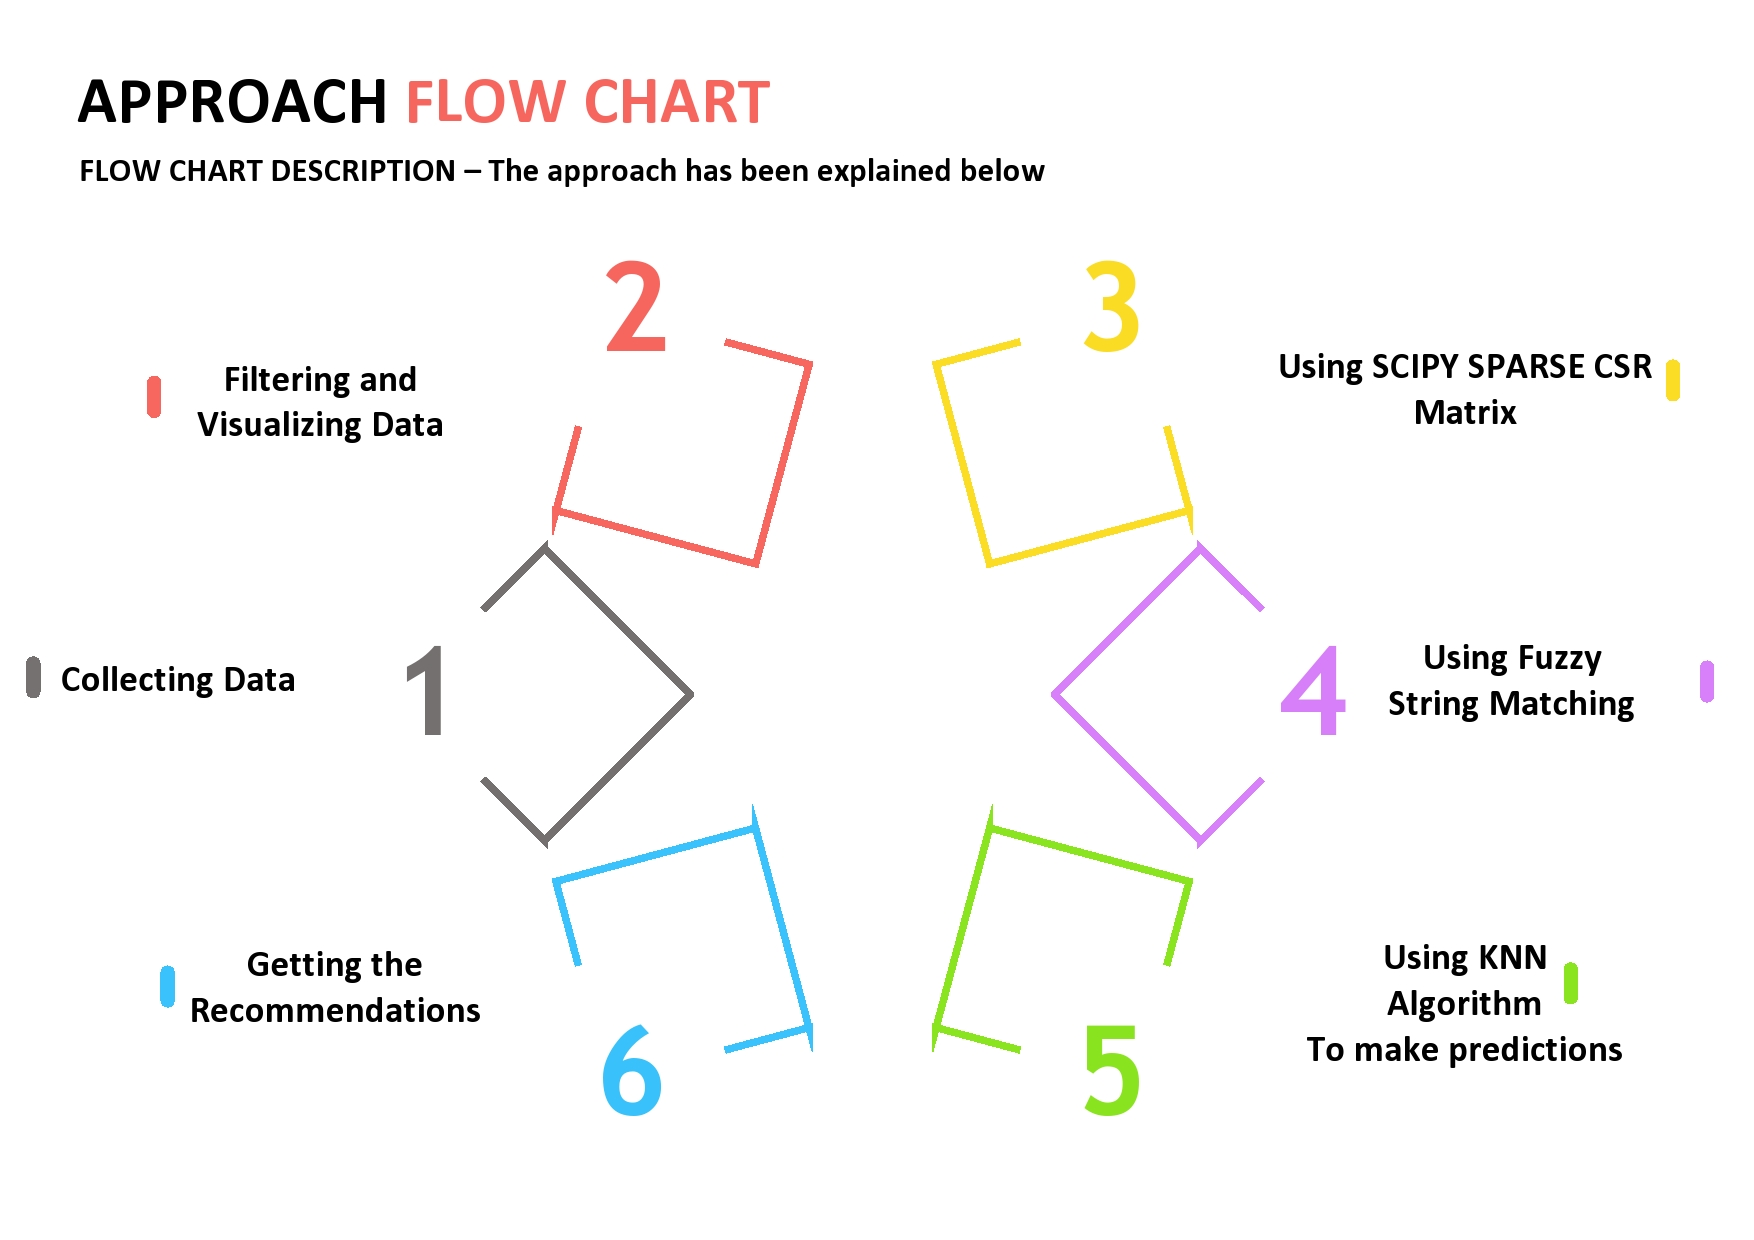 APPROACH FLOW CHART
FLOW CHART DESCRIPTION – The approach has been explained below
1
Collecting Data
2
Filtering and
Visualizing Data
3
Using SCIPY SPARSE CSR
Matrix
4
Using Fuzzy
String Matching
5
Using KNN
Algorithm
To make predictions
6
Getting the
Recommendations